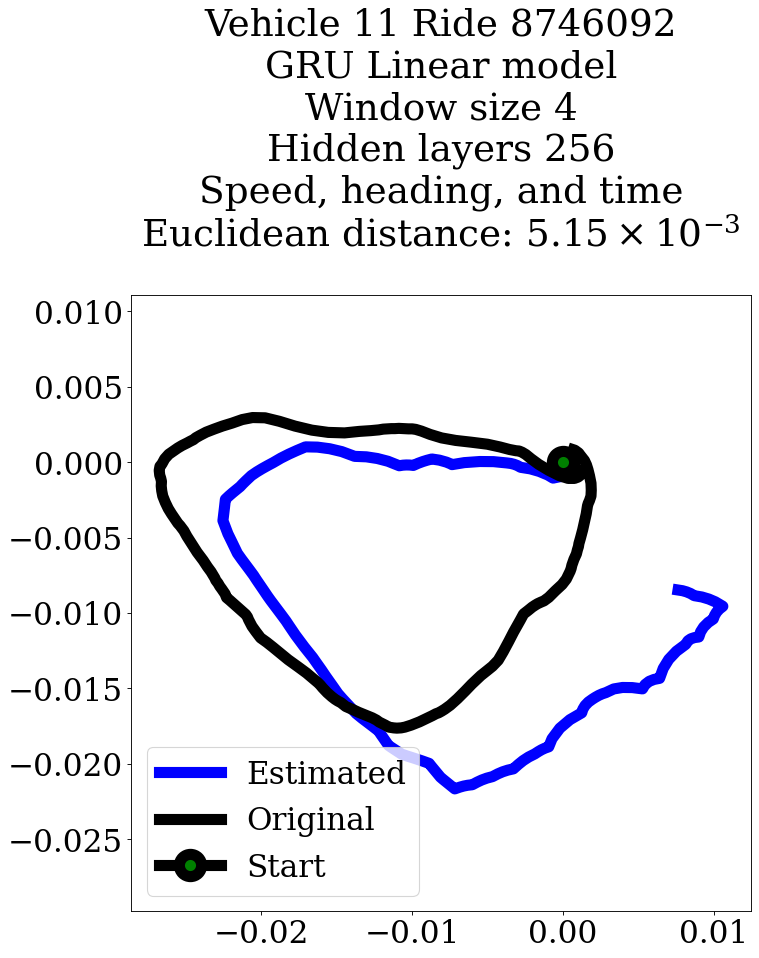 Vehicle 11 Ride 8746092
GRU Linear model
Window size 4
Hidden layers 256
Speed, heading, and time
Euclidean distance: 5.15 × 10⁻³
0.010
0.005
0.000
−0.005
−0.010
−0.015
−0.020
−0.025
Estimated
Original
Start
−0.02 −0.01 0.00 0.01